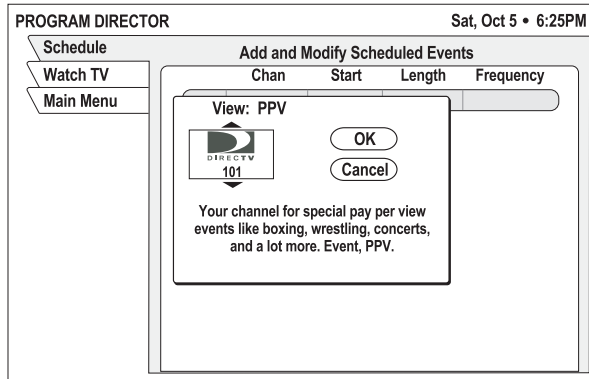 PROGRAM DIRECTOR
Sat, Oct 5 • 6:25PM
Schedule
Watch TV
Main Menu
Add and Modify Scheduled Events
Chan Start Length Frequency
View: PPV
DIRECTV
101
OK
Cancel
Your channel for special pay per view
events like boxing, wrestling, concerts,
and a lot more. Event, PPV.